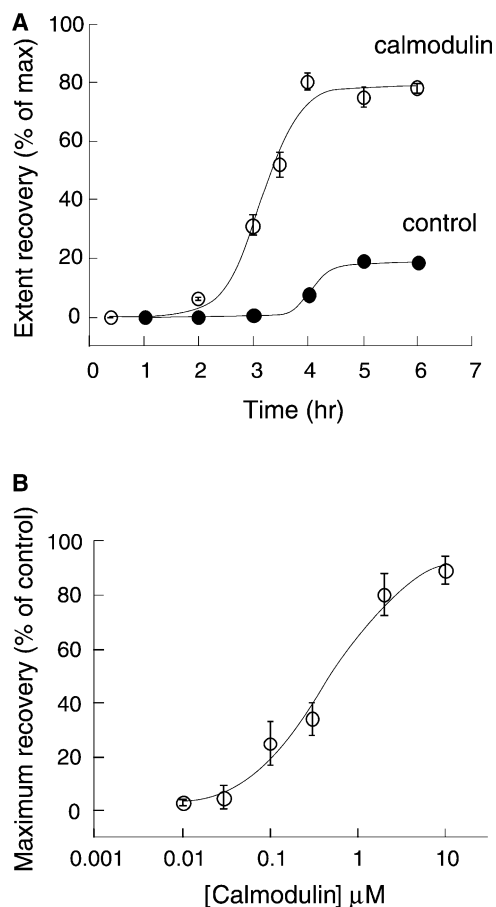 A
100
80
60
40
20
0
Extent recovery (% of max)
calmodulin
control
0 1 2 3 4 5 6 7
Time (hr)
B
100
80
60
40
20
0
Maximum recovery (% of control)
0.001 0.01 0.1 1 10
[Calmodulin] μM